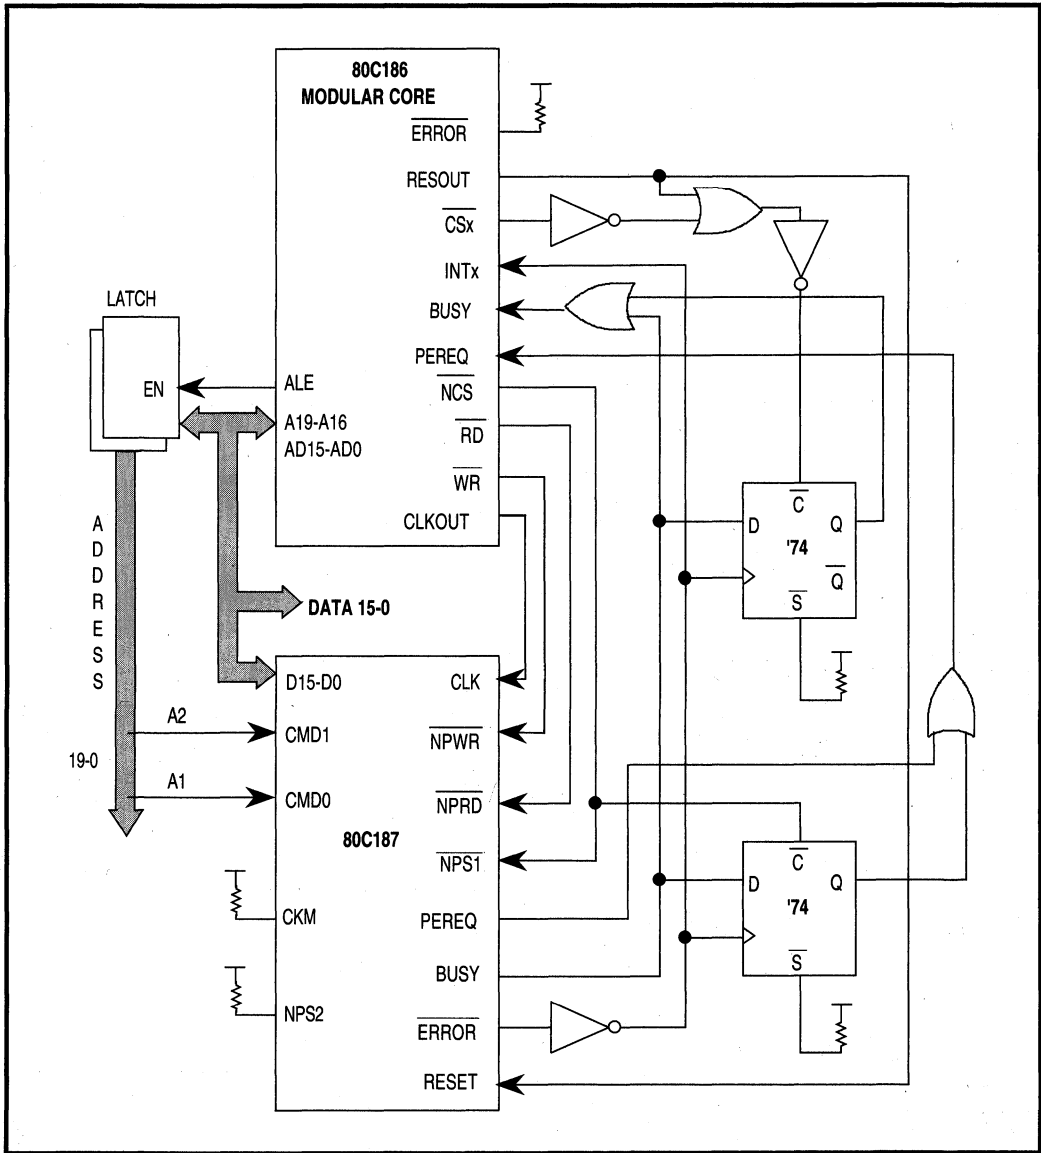 80C186
MODULAR CORE
ERROR
RESOUT
CSx
INTx
BUSY
PEREQ
NCS
RD
WR
CLKOUT
ALE
A19-A16
AD15-AD0
LATCH
EN
ADDRESS
19-0
A2
A1
DATA 15-0
C
D
Q
'74
Q
S
D15-D0
CMD1
CMD0
80C187
CKM
NPS2
CLK
NPWR
NPRD
NPS1
PEREQ
BUSY
ERROR
RESET
C
D
Q
'74
S